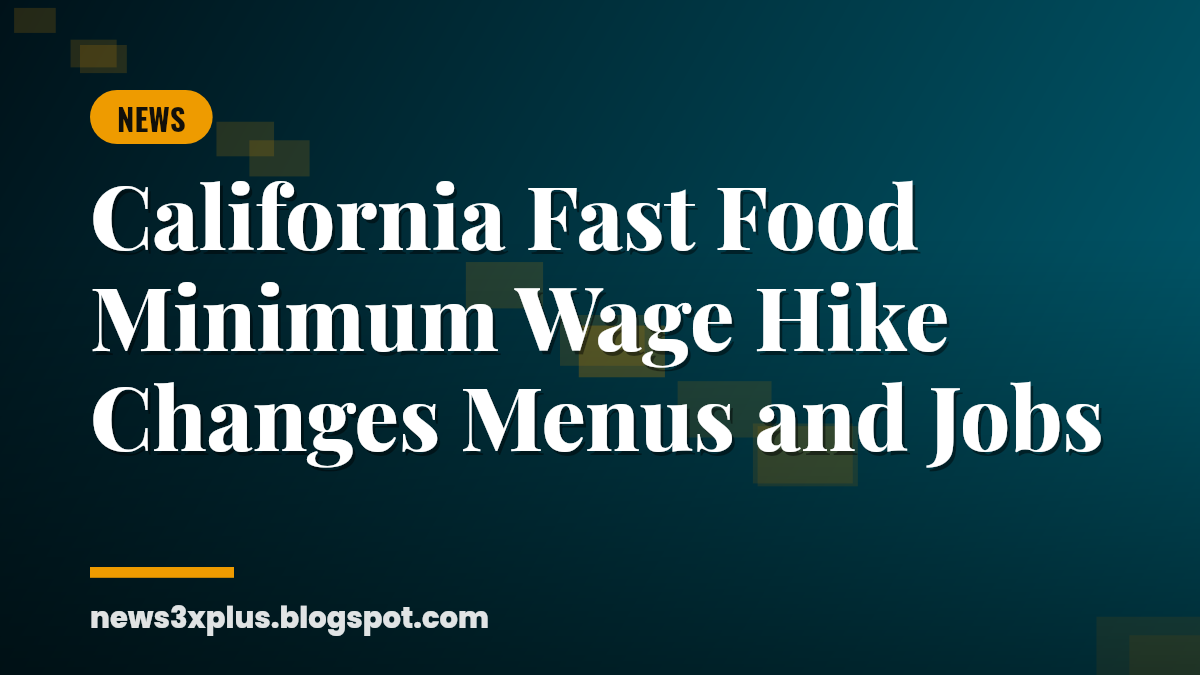 NEWS
California Fast Food
Minimum Wage Hike
Changes Menus and Jobs
news3xplus.blogspot.com